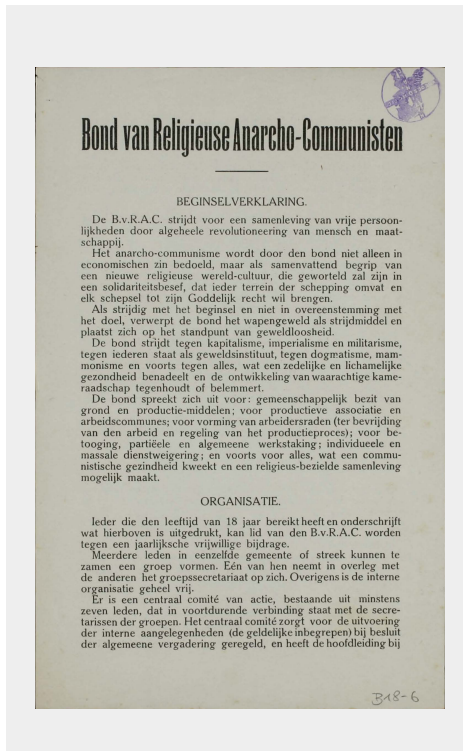 Bond van Religieuse Anarcho-Communisten
BEGINSELVERKLARING.
De B.v.R.A.C. strijdt voor een samenleving van vrije persoon-
lijkheden door algeheele revolutioneering van mensch en maat-
schappij.
Het anarcho-communisme wordt door den bond niet alleen in
economischen zin bedoeld, maar als samenvattend begrip van
een nieuwe religieuse wereld-cultuur, die geworteld zal zijn in
een solidariteitsbesef, dat ieder terrein der schepping omvat en
elk schepsel tot zijn Goddelijk recht wil brengen.
Als strijdig met het beginsel en niet in overeenstemming met
het doel, verwerpt de bond het wapengeweld als strijdmiddel en
plaatst zich op het standpunt van geweldloosheid.
De bond strijdt tegen kapitalisme, imperialisme en militarisme,
tegen iederen staat als geweldsinstituut, tegen dogmatisme, mam-
monisme en voorts tegen alles, wat een zedelijke en lichamelijke
gezondheid benadeelt en de ontwikkeling van waarachtige kame-
raadschap tegenhoudt of belemmert.
De bond spreekt zich uit voor: gemeenschappelijk bezit van
grond en productie-middelen; voor productieve associatie en
arbeidscommunes; voor vorming van arbeidersraden (ter bevrijding
van den arbeid en regeling van het productieproces); voor be-
tooging, partiëele en algemeene werkstaking; individueele en
massale dienstweigering; en voorts voor alles, wat een commu-
nistische gezindheid kweekt en een religieus-bezielde samenleving
mogelijk maakt.
ORGANISATIE.
Ieder die den leeftijd van 18 jaar bereikt heeft en onderschrijft
wat hierboven is uitgedrukt, kan lid van den B.v.R.A.C. worden
tegen een jaarlijksche vrijwillige bijdrage.
Meerdere leden in eenzelfde gemeente of streek kunnen te
zamen een groep vormen. Eén van hen neemt in overleg met
de anderen het groepssecretariaat op zich. Overigens is de interne
organisatie geheel vrij.
Er is een centraal comité van actie, bestaande uit minstens
zeven leden, dat in voortdurende verbinding staat met de secre-
tarissen der groepen. Het centraal comité zorgt voor de uitvoering
der interne aangelegenheden (de geldelijke inbegrepen) bij besluit
der algemeene vergadering geregeld, en heeft de hoofdleiding bij
B18-6